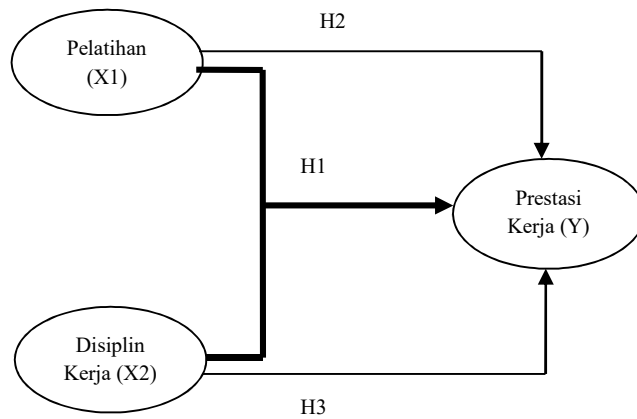 H2
Pelatihan
(X1)
H1
Prestasi
Kerja (Y)
Disiplin
Kerja (X2)
H3